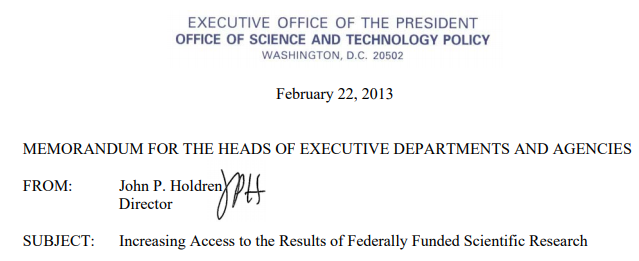 EXECUTIVE OFFICE OF THE PRESIDENT
OFFICE OF SCIENCE AND TECHNOLOGY POLICY
WASHINGTON, D.C. 20502
February 22, 2013
MEMORANDUM FOR THE HEADS OF EXECUTIVE DEPARTMENTS AND AGENCIES
FROM: John P. Holdren JPH
Director
SUBJECT: Increasing Access to the Results of Federally Funded Scientific Research